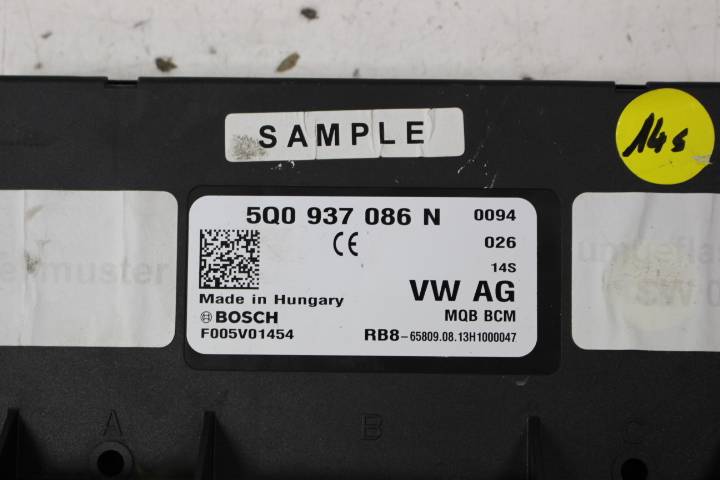 SAMPLE
14s
5Q0 937 086 N 0094
CE 026
14S
Made in Hungary VW AG
BOSCH MQB BCM
F005V01454 RB8-65809.08.13H1000047
A B C